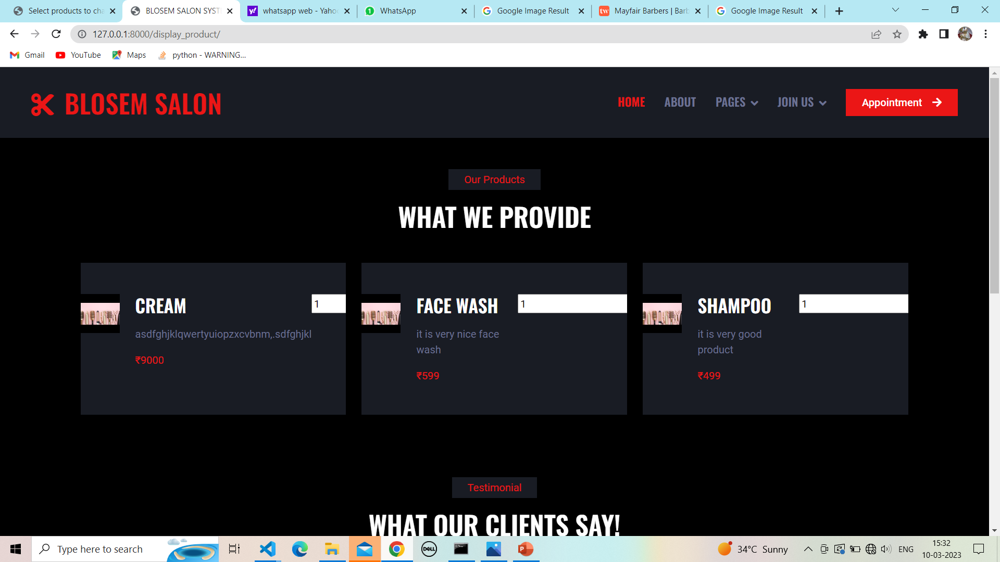 Select products to cha
BLOSEM SALON SYST
whatsapp web - Yahoo
WhatsApp
Google Image Result
Mayfair Barbers | Barb
Google Image Result
127.0.0.1:8000/display_product/
Gmail
YouTube
Maps
python - WARNING...
BLOSEM SALON
HOME
ABOUT
PAGES
JOIN US
Appointment
Our Products
WHAT WE PROVIDE
CREAM
1
asdfghjklqwertyuiopzxcvbnm,.sdfghjkl
₹9000
FACE WASH
1
it is very nice face
wash
₹599
SHAMPOO
1
it is very good
product
₹499
Testimonial
WHAT OUR CLIENTS SAY!
Type here to search
DELL
34°C Sunny
ENG
15:32
10-03-2023